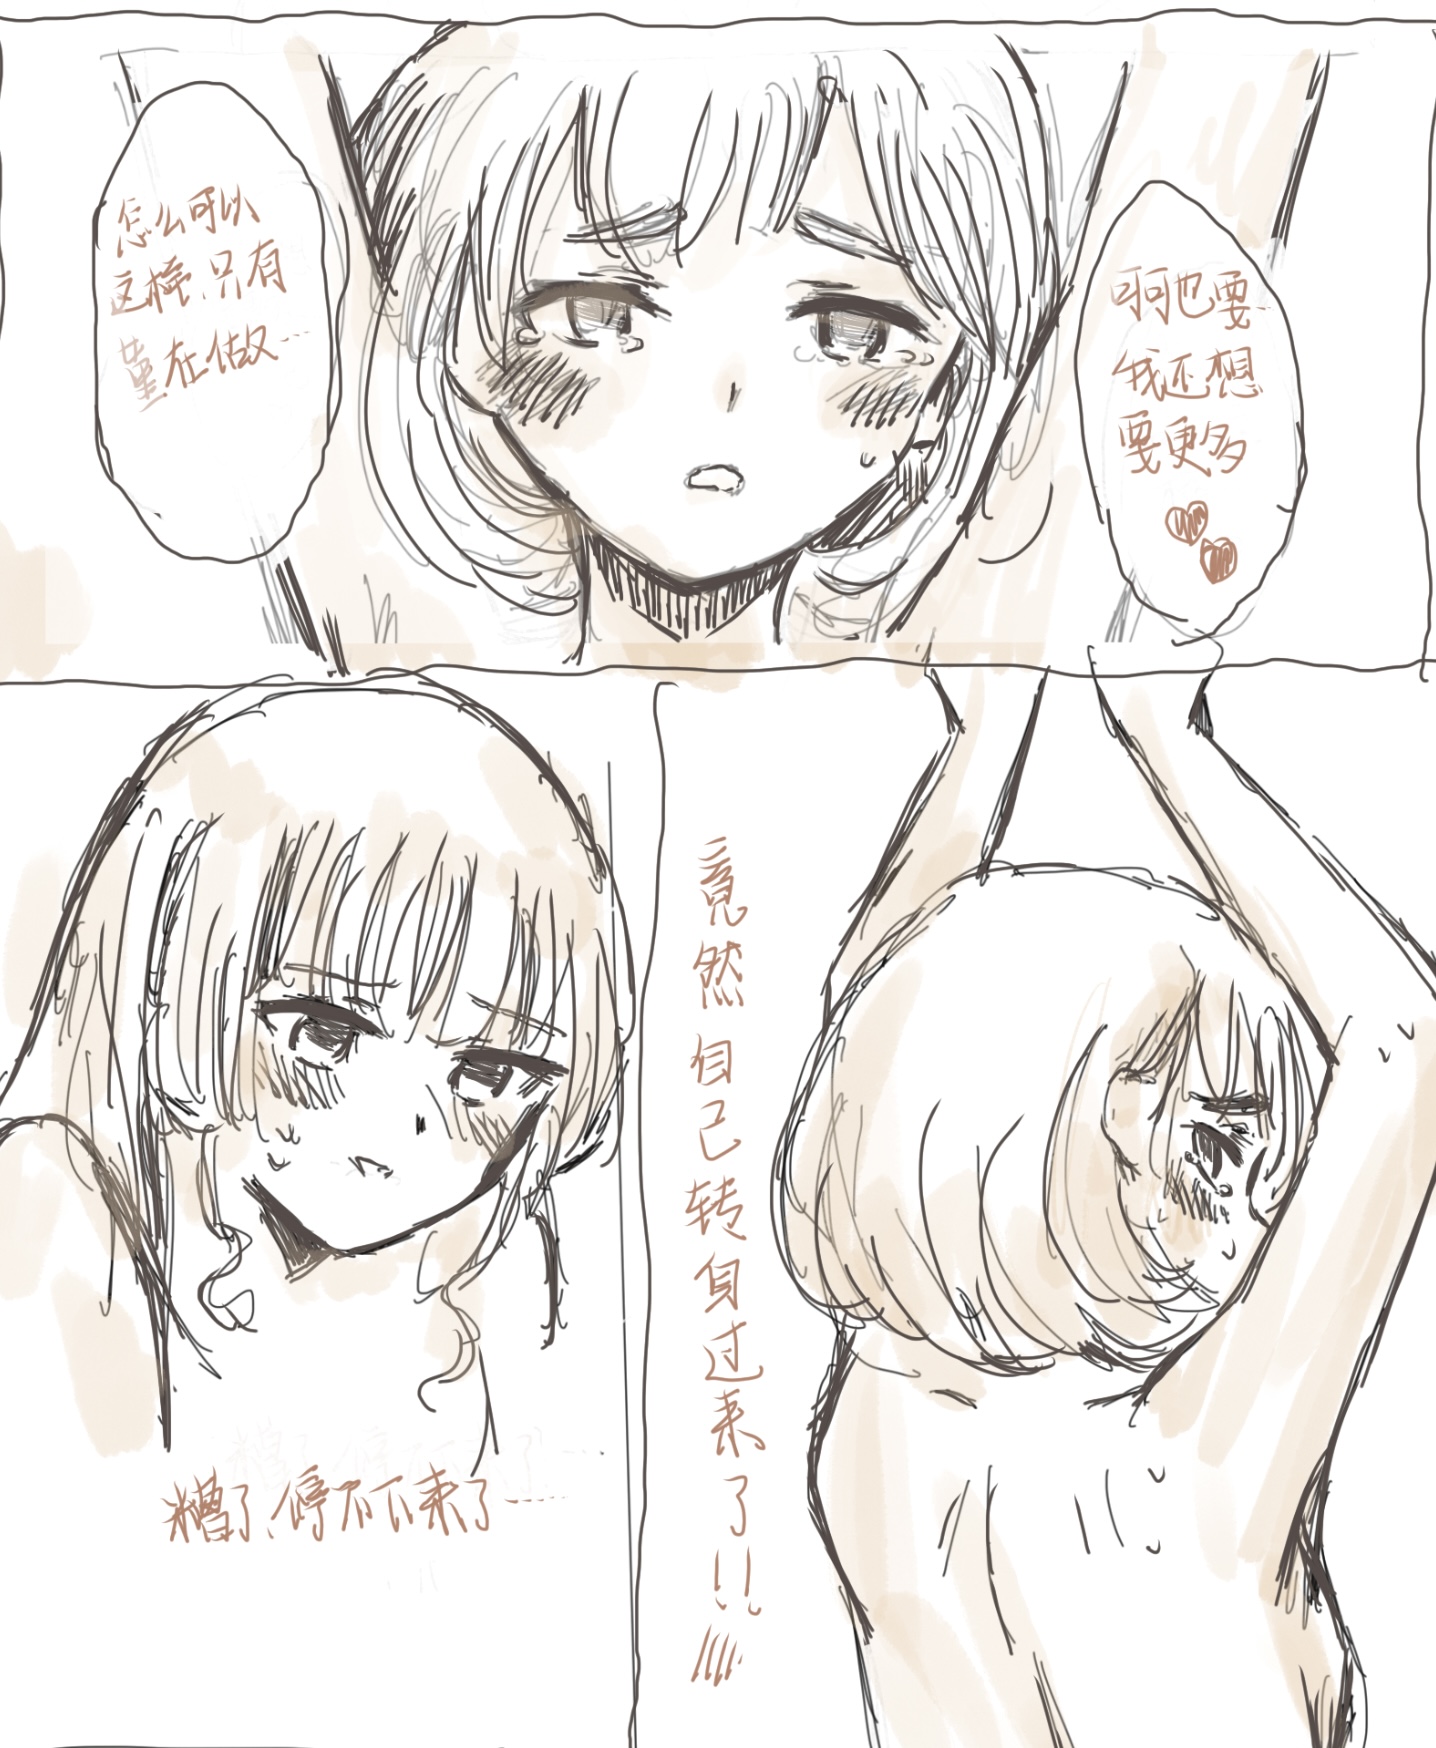 怎么可以
这样,只有
堇在做…
呵也要
我还想
要更多
糟了,停不下来了……
竟然自己转身过来了!!